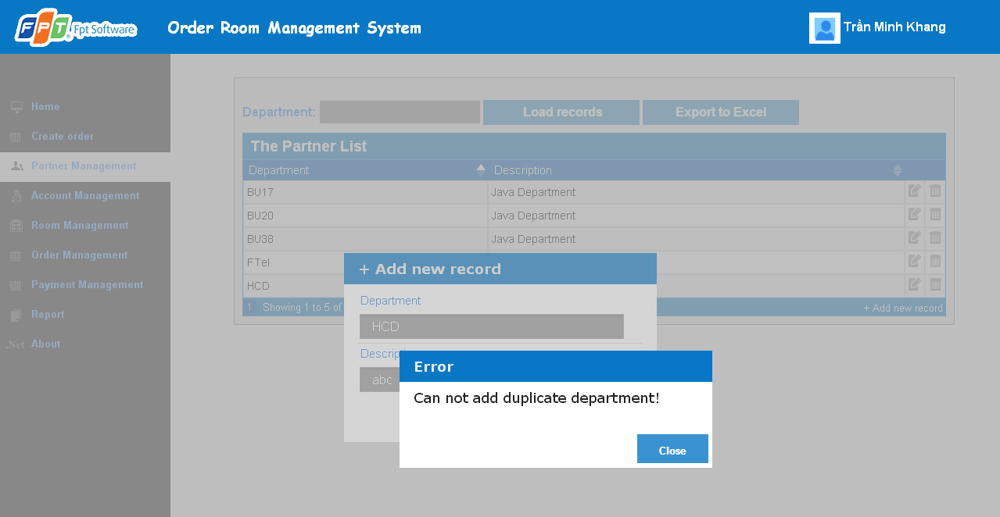 FPT® Fpt Software
Order Room Management System
Trần Minh Khang
Home
Create order
Partner Management
Account Management
Room Management
Order Management
Payment Management
Report
.Net About
Department:
Load records
Export to Excel
The Partner List
Department Description
BU17 Java Department
BU20 Java Department
BU38 Java Department
FTel
HCD
1 Showing 1 to 5 of
+ Add new record
+ Add new record
Department
HCD
abc
Error
Can not add duplicate department!
Close